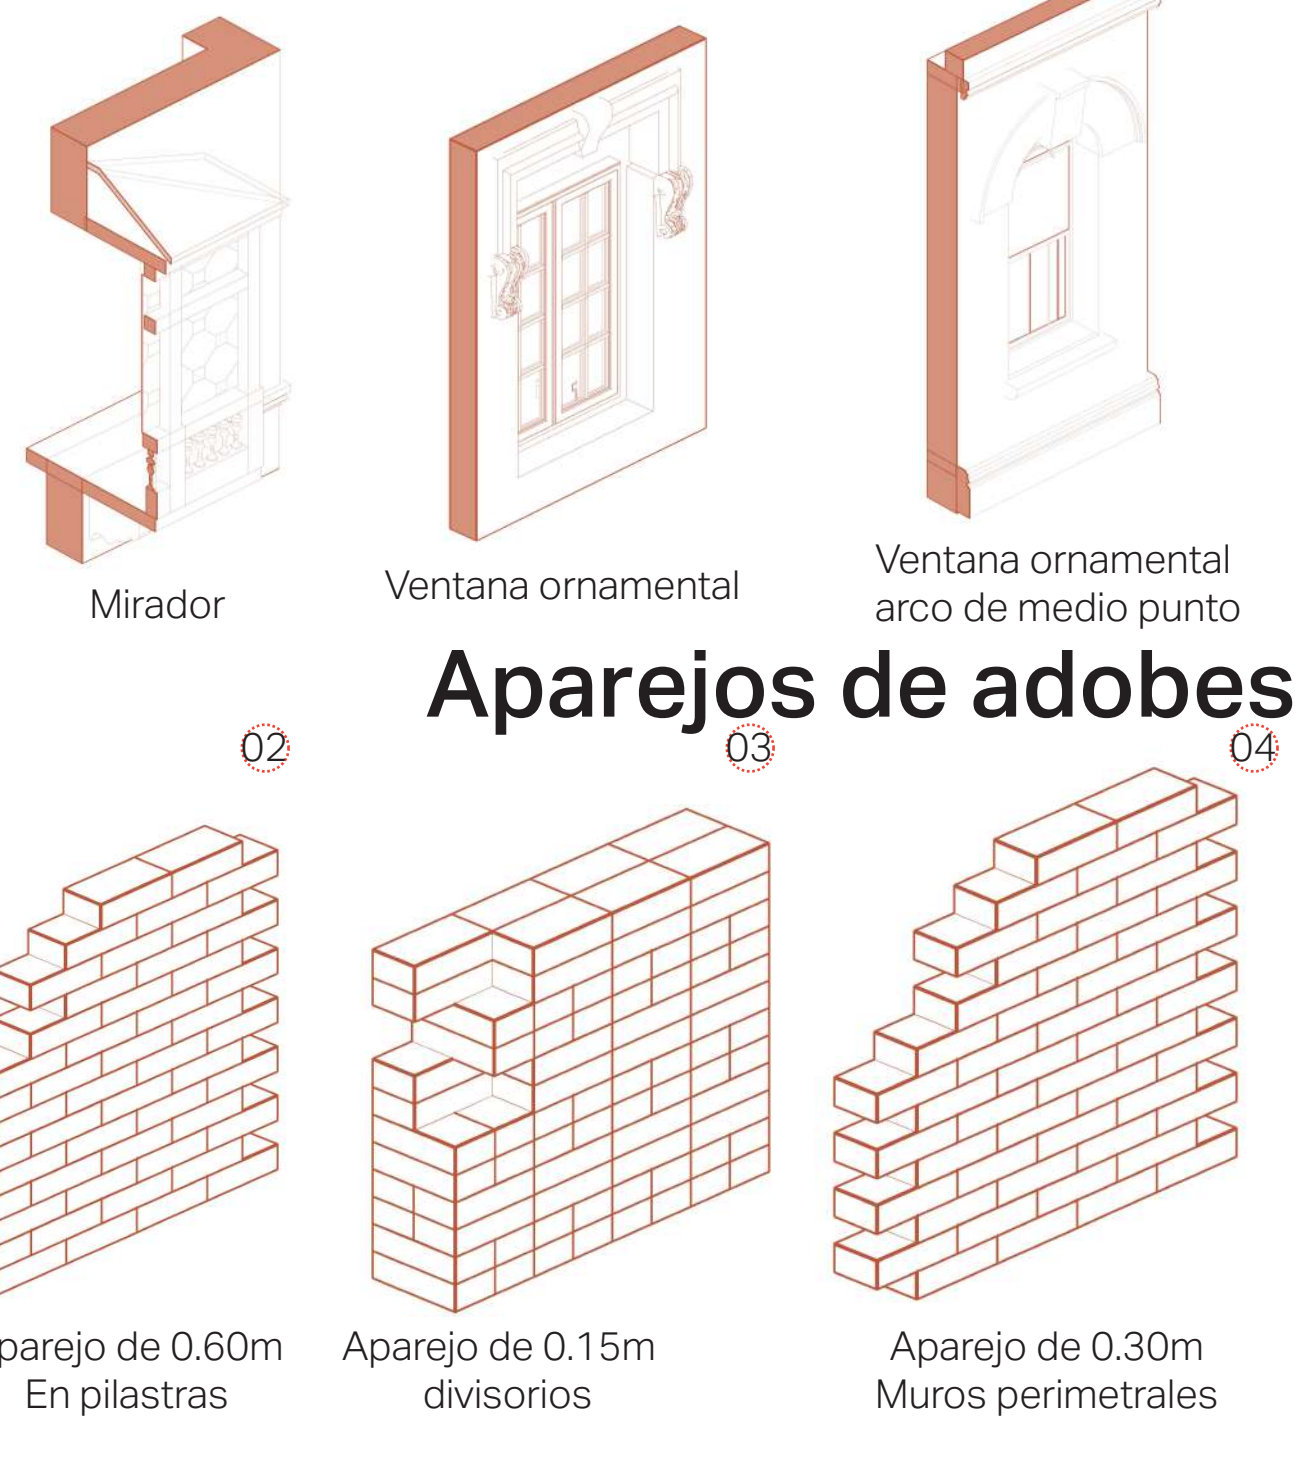 Mirador
Ventana ornamental
Ventana ornamental
arco de medio punto
Aparejos de adobes
02
03
04
parejo de 0.60m
En pilastras
Aparejo de 0.15m
divisorios
Aparejo de 0.30m
Muros perimetrales